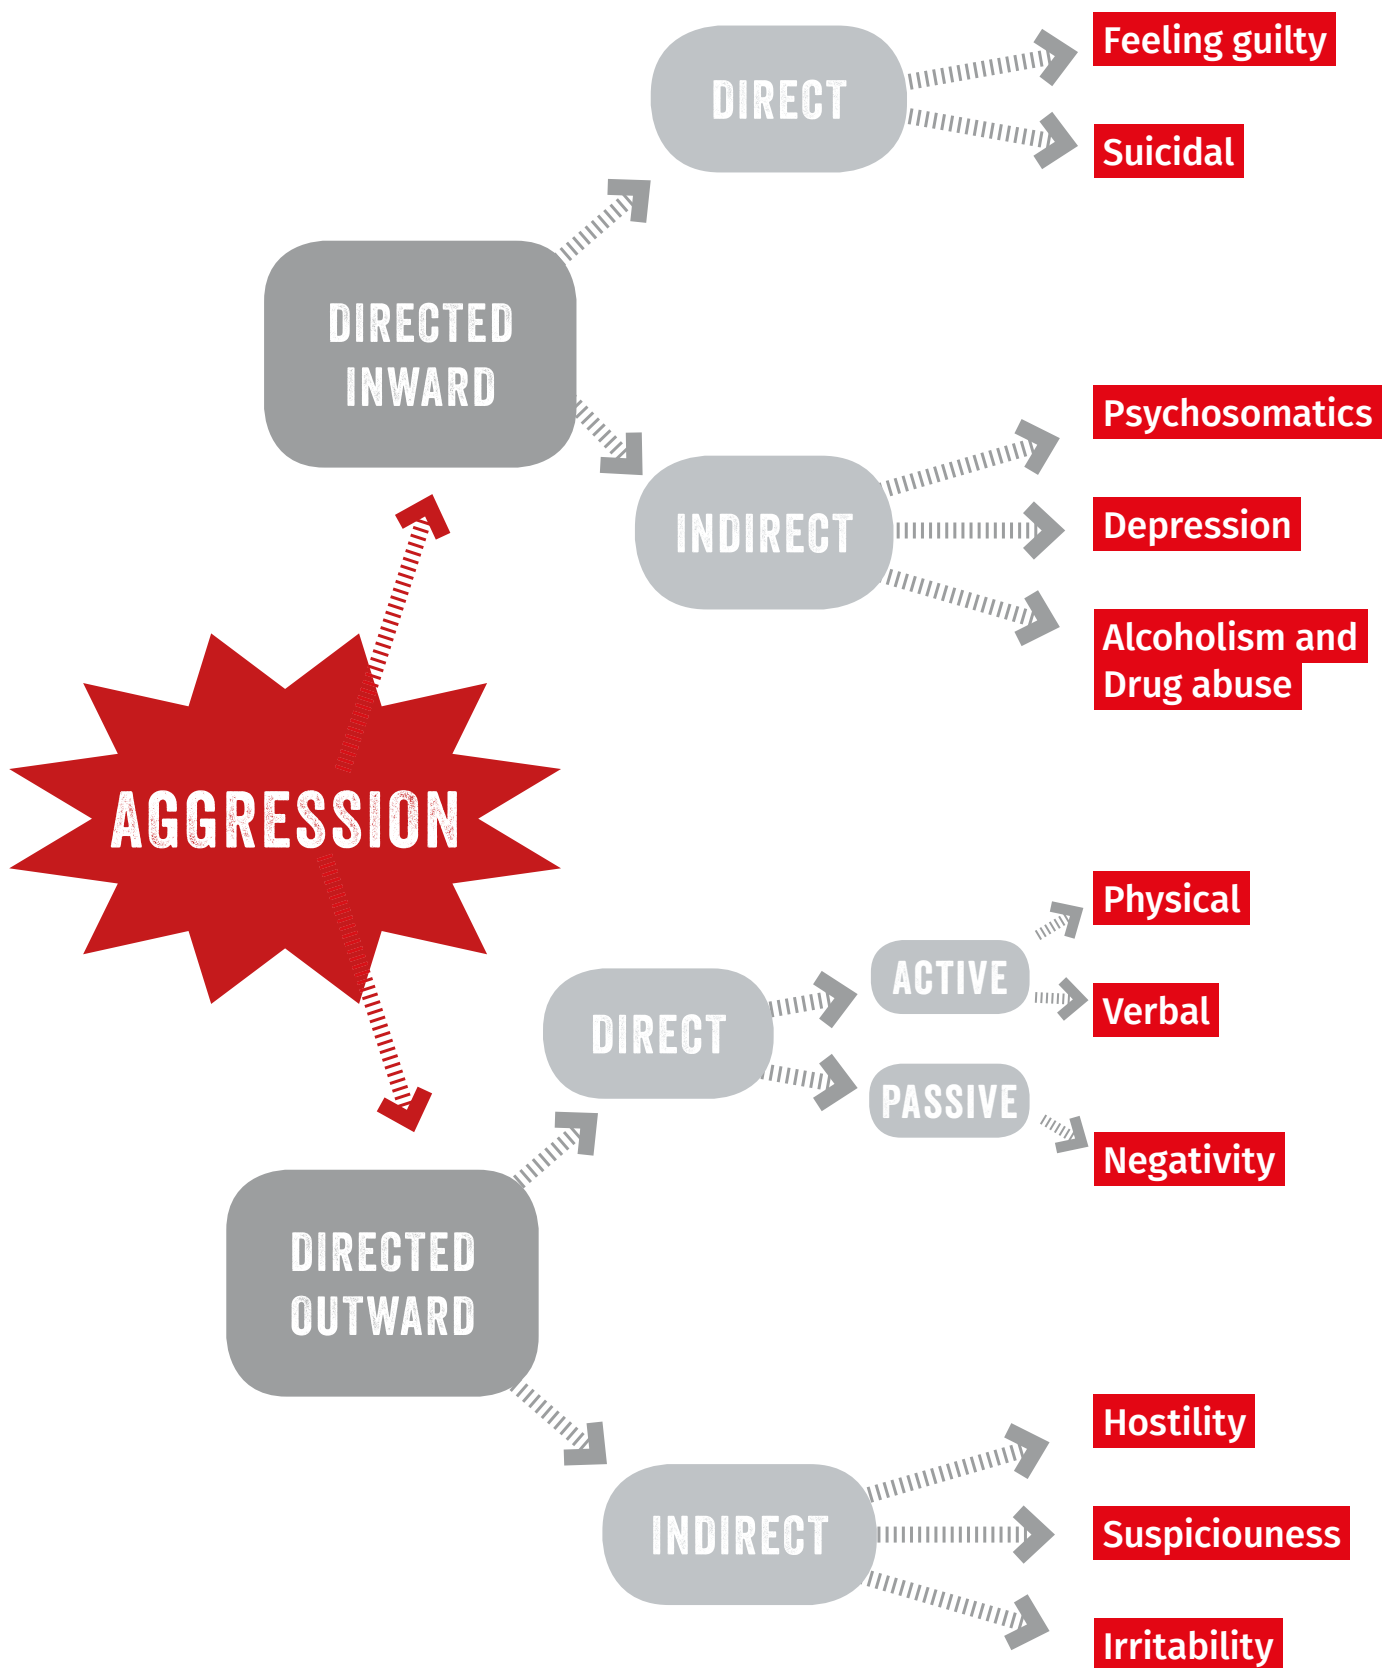 Feeling guilty
DIRECT
Suicidal
DIRECTED
INWARD
Psychosomatics
INDIRECT
Depression
Alcoholism and
Drug abuse
AGGRESSION
Physical
ACTIVE
Verbal
DIRECT
PASSIVE
Negativity
DIRECTED
OUTWARD
Hostility
INDIRECT
Suspiciouness
Irritability